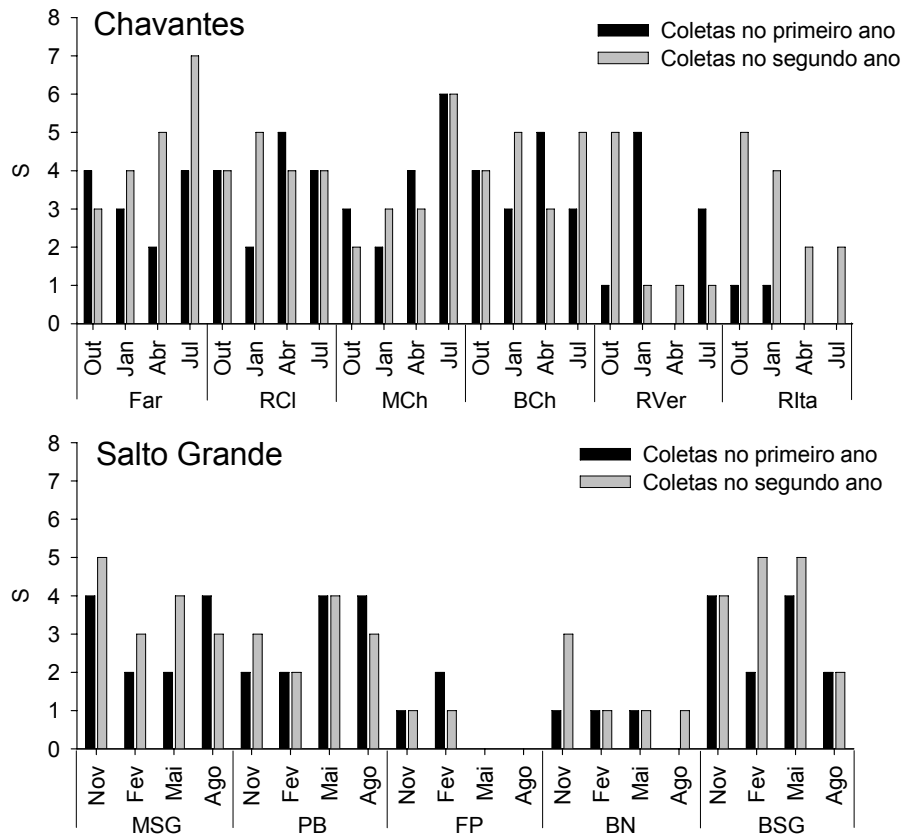 Chavantes
Coletas no primeiro ano
Coletas no segundo ano
8
7
6
5
4
3
2
1
0
S
Out Jan Abr Jul Out Jan Abr Jul Out Jan Abr Jul Out Jan Abr Jul Out Jan Abr Jul Out Jan Abr Jul
Far RCl MCh BCh RVer RIta
Salto Grande
Coletas no primeiro ano
Coletas no segundo ano
8
7
6
5
4
3
2
1
0
S
Nov Fev Mai Ago Nov Fev Mai Ago Nov Fev Mai Ago Nov Fev Mai Ago Nov Fev Mai Ago
MSG PB FP BN BSG